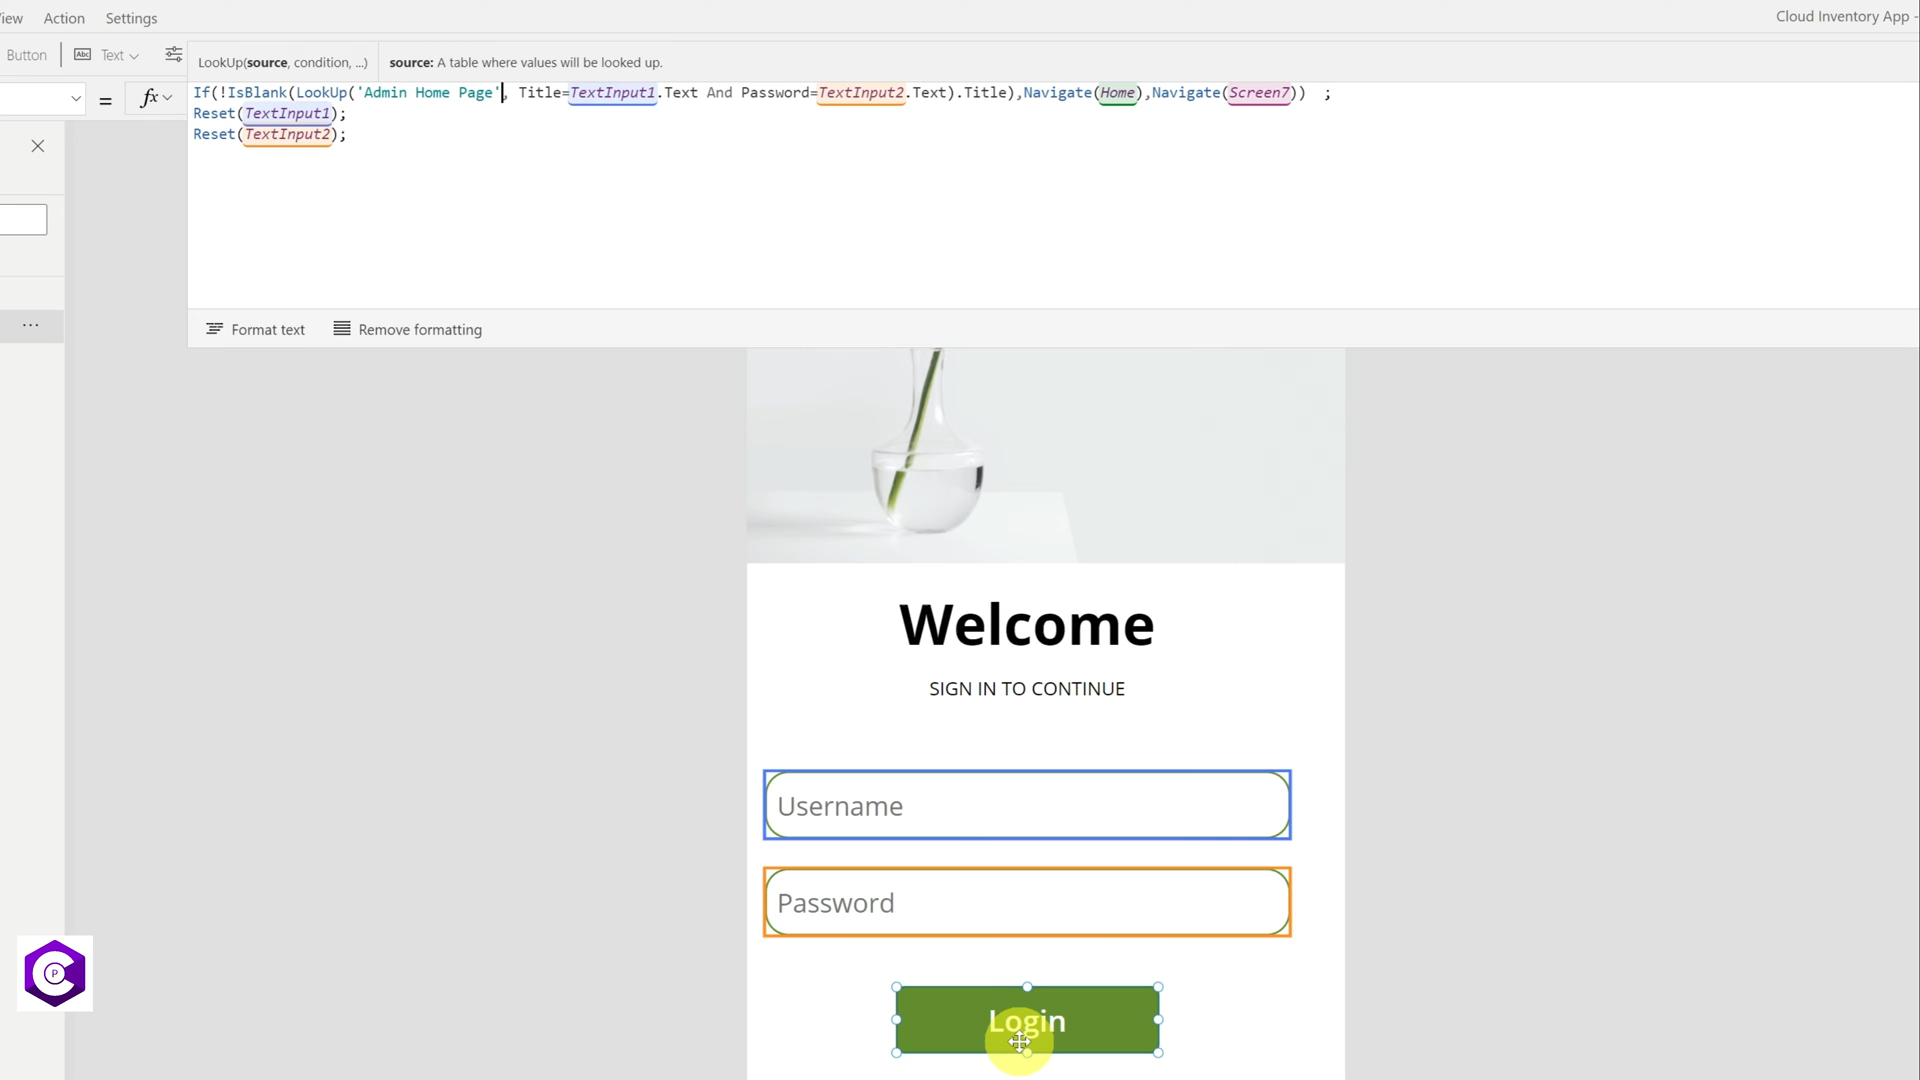 iew Action Settings
Cloud Inventory App -
Button Abc Text
LookUp(source, condition, ...) source: A table where values will be looked up.
= fx
If(!IsBlank(LookUp('Admin Home Page', Title=TextInput1.Text And Password=TextInput2.Text).Title),Navigate(Home),Navigate(Screen7)) ;
Reset(TextInput1);
Reset(TextInput2);
...
Format text Remove formatting
Welcome
SIGN IN TO CONTINUE
Username
Password
Login
C P